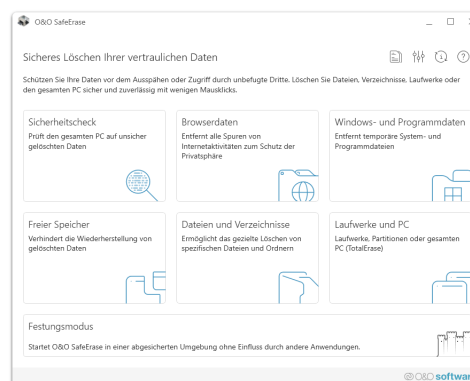 O&O SafeErase
Sicheres Löschen Ihrer vertraulichen Daten
Schützen Sie Ihre Daten vor dem Ausspähen oder Zugriff durch unbefugte Dritte. Löschen Sie Dateien, Verzeichnisse, Laufwerke oder
den gesamten PC sicher und zuverlässig mit wenigen Mausklicks.
Sicherheitscheck
Prüft den gesamten PC auf unsicher
gelöschten Daten
Browserdaten
Entfernt alle Spuren von
Internetaktivitäten zum Schutz der
Privatsphäre
Windows- und Programmdaten
Entfernt temporäre System- und
Programmdateien
Freier Speicher
Verhindert die Wiederherstellung von
gelöschten Daten
Dateien und Verzeichnisse
Ermöglicht das gezielte Löschen von
spezifischen Dateien und Ordnern
Laufwerke und PC
Laufwerke, Partitionen oder gesamten
PC (TotalErase)
Festungsmodus
Startet O&O SafeErase in einer abgesicherten Umgebung ohne Einfluss durch andere Anwendungen.
O&O softwar